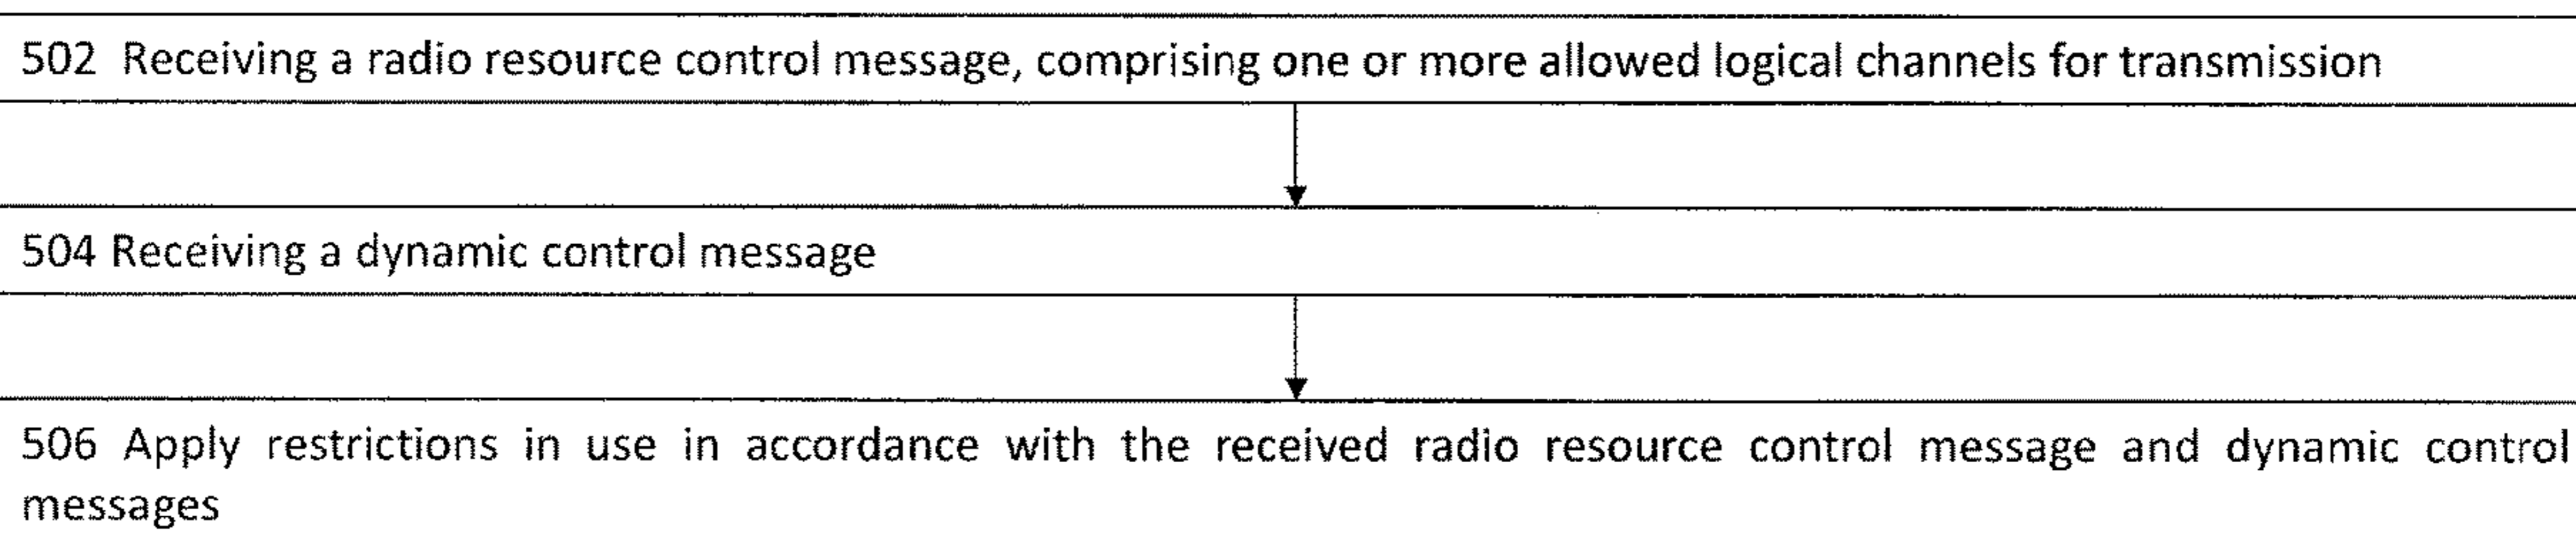 502 Receiving a radio resource control message, comprising one or more allowed logical channels for transmission
504 Receiving a dynamic control message
506 Apply restrictions in use in accordance with the received radio resource control message and dynamic control
messages